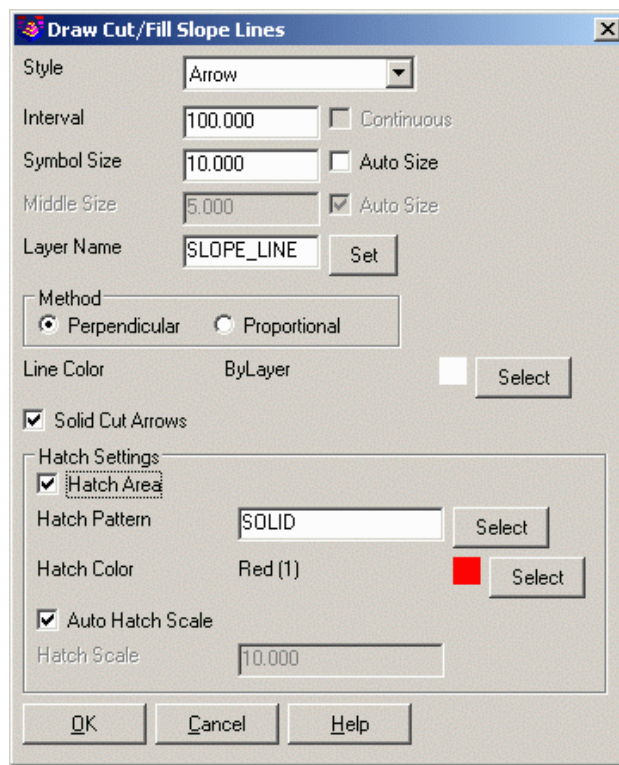 Draw Cut/Fill Slope Lines
Style Arrow
Interval 100.000 Continuous
Symbol Size 10.000 Auto Size
Middle Size 5.000 Auto Size
Layer Name SLOPE_LINE Set
Method
Perpendicular Proportional
Line Color ByLayer Select
Solid Cut Arrows
Hatch Settings
Hatch Area
Hatch Pattern SOLID Select
Hatch Color Red (1) Select
Auto Hatch Scale
Hatch Scale 10.000
OK Cancel Help